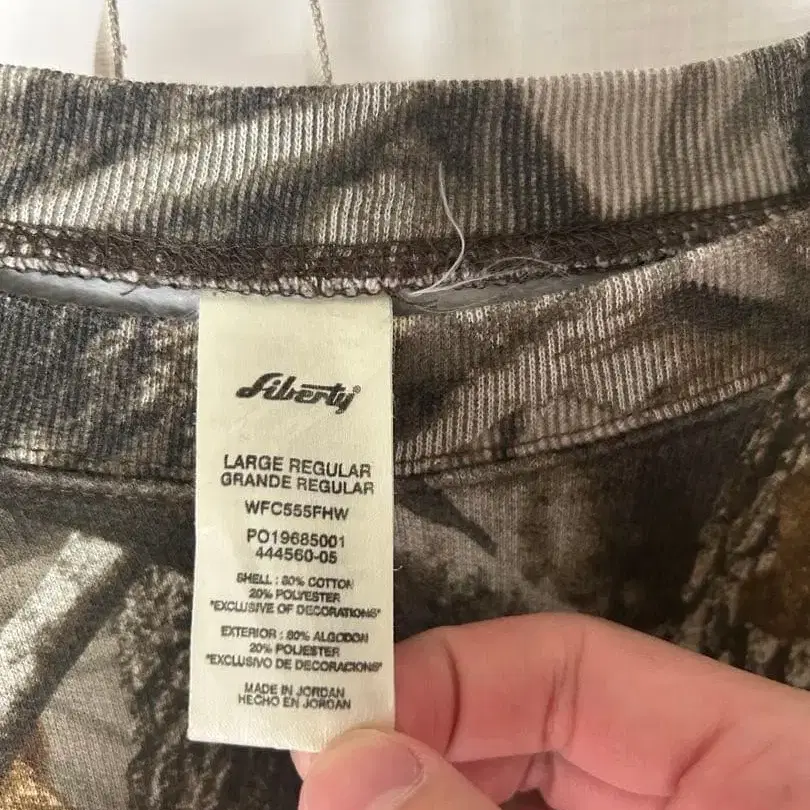 Liberty®
LARGE REGULAR
GRANDE REGULAR
WFC555FHW
PO19685001
444560-05
SHELL : 80% COTTON
20% POLYESTER
"EXCLUSIVE OF DECORATIONS"
EXTERIOR : 80% ALGODON
20% POLIESTER
"EXCLUSIVO DE DECORACIONS"
MADE IN JORDAN
HECHO EN JORDAN